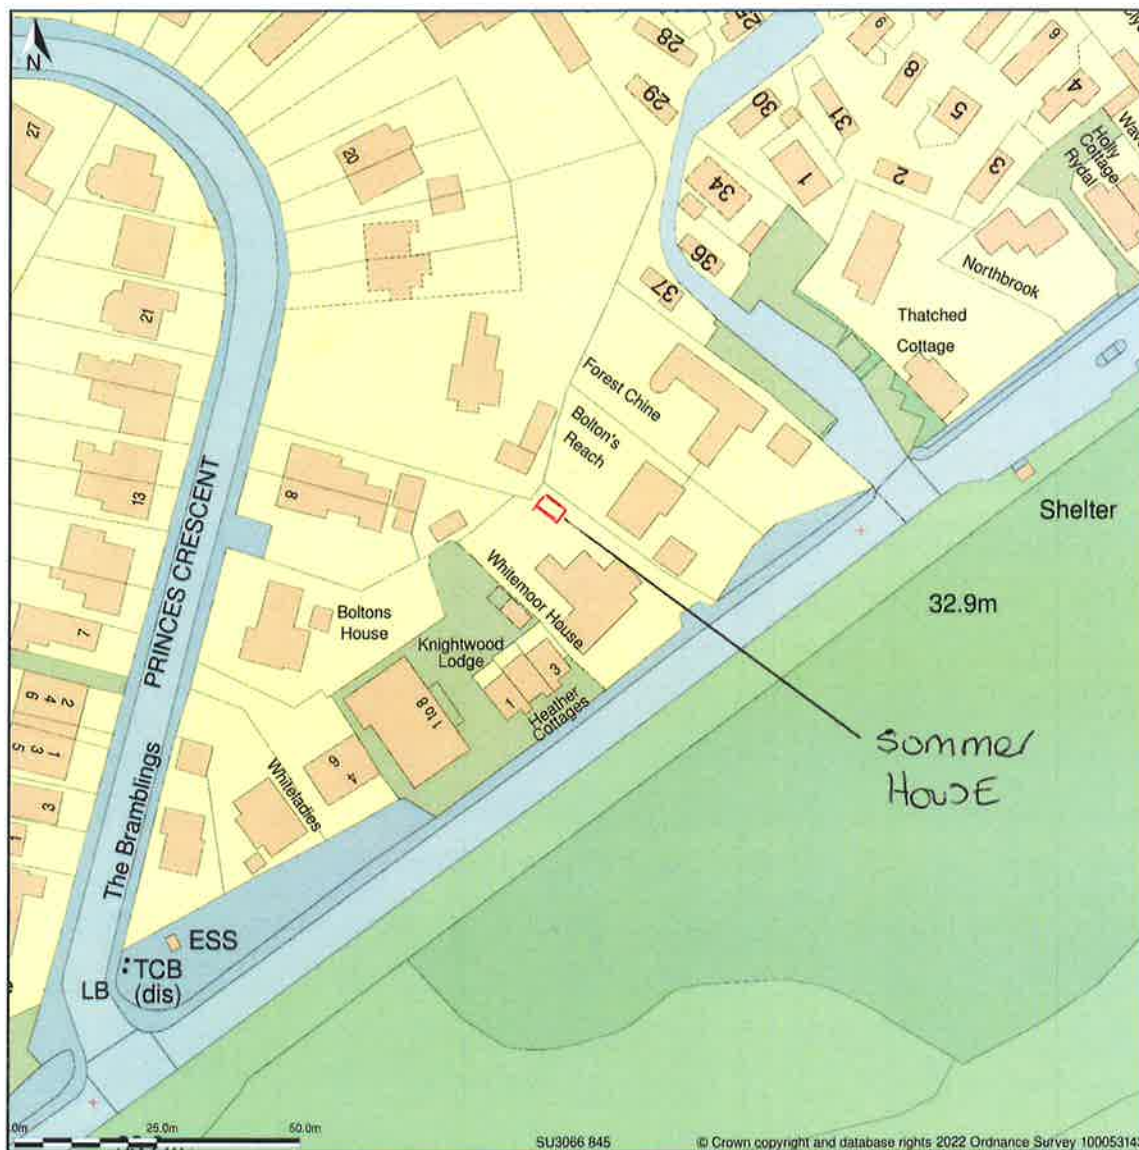 N
28
29
30
31
9
8
5
6
4
Holly
Cottage
Rydal
27
20
34
1
2
3
36
37
Northbrook
Thatched
Cottage
21
Forest Chine
Bolton's
Reach
8
13
PRINCES CRESCENT
Shelter
32.9m
Whitemoor House
Boltons
House
Knightwood
Lodge
7
2
4
6
1
3
5
1 to 8
1
3
Heather
Cottages
Sommer
House
The Bramblings
Whiteladies
3
1
ESS
TCB
(dis)
LB
25.0m
50.0m
SU3066 845
© Crown copyright and database rights 2022 Ordnance Survey 100053143